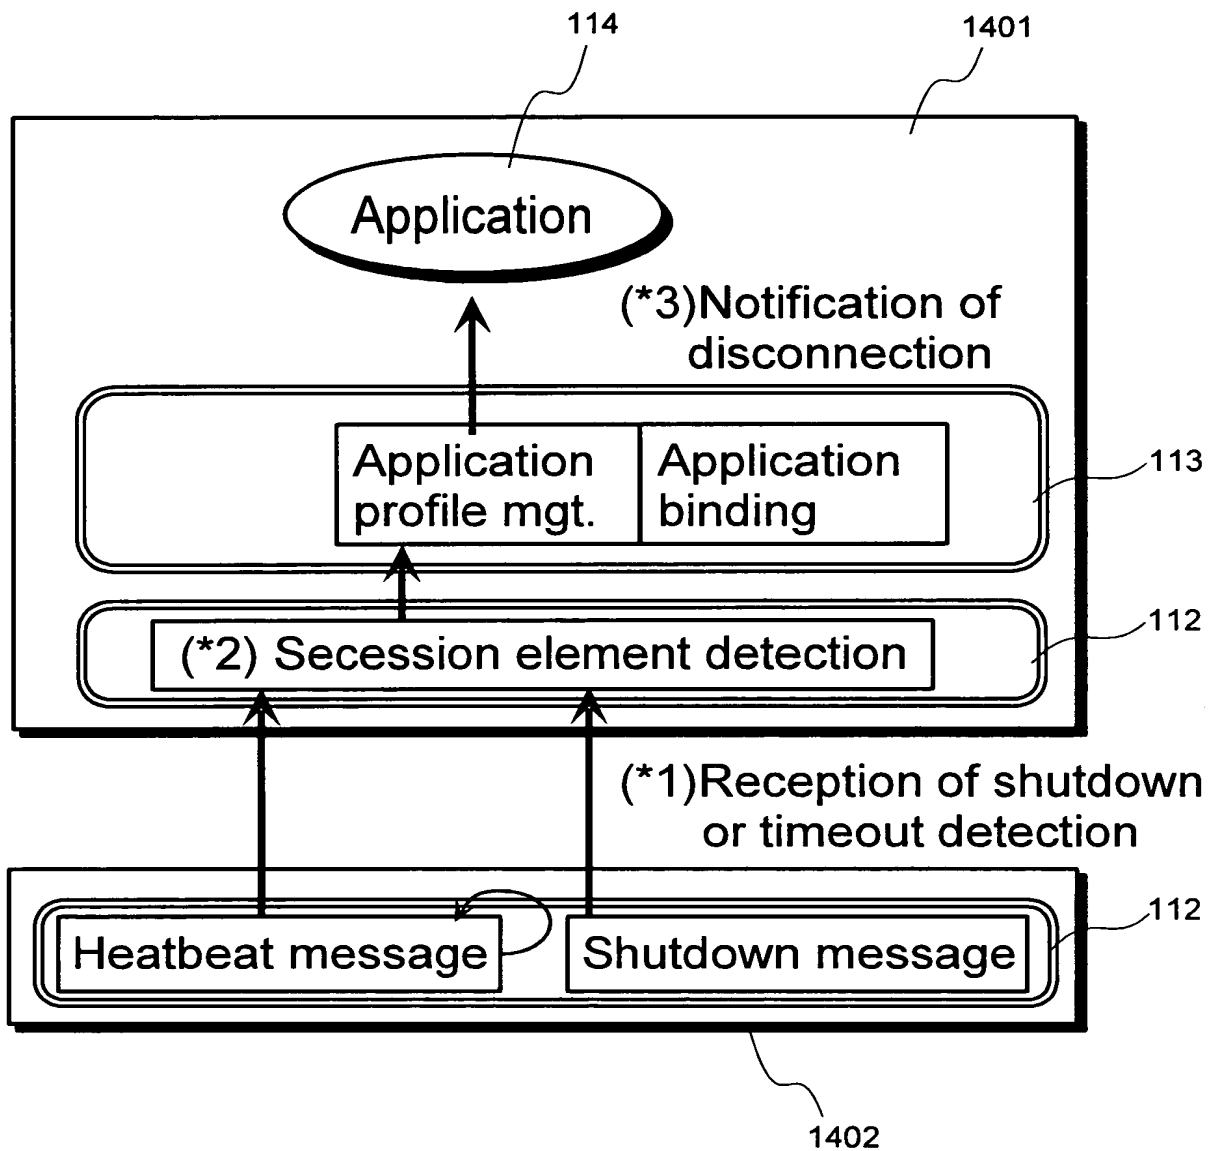 114
1401
Application
(*3)Notification of
disconnection
Application
profile mgt.
Application
binding
113
112
(*2) Secession element detection
(*1)Reception of shutdown
or timeout detection
112
Heatbeat message
Shutdown message
1402